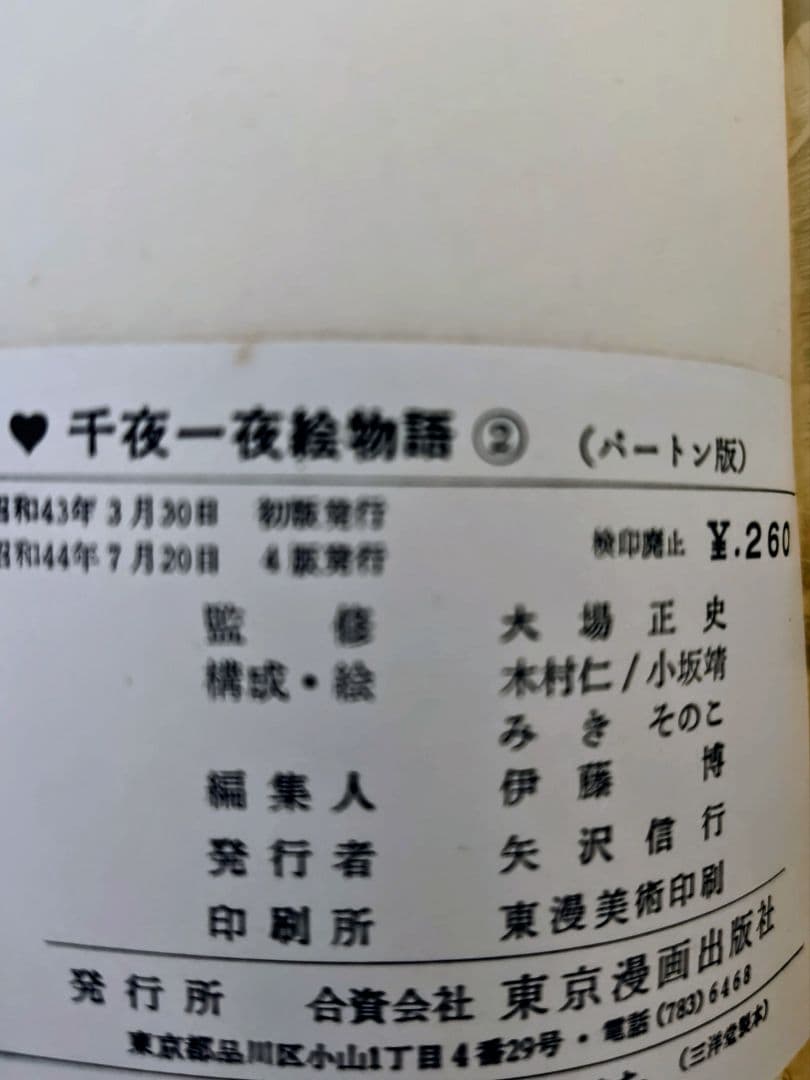 ♥ 千夜一夜絵物語 ② (バートン版)
昭和43年3月30日 初版発行
昭和44年7月20日 4版発行
検印廃止 ¥.260
監修 大場正史
構成・絵 木村仁/小坂靖
みきそのこ
編集人 伊藤博
発行者 矢沢信行
印刷所 東漫美術印刷
発行所 合資会社 東京漫画出版社
東京都品川区小山1丁目4番29号・電話(783)6468
(三洋堂製本)